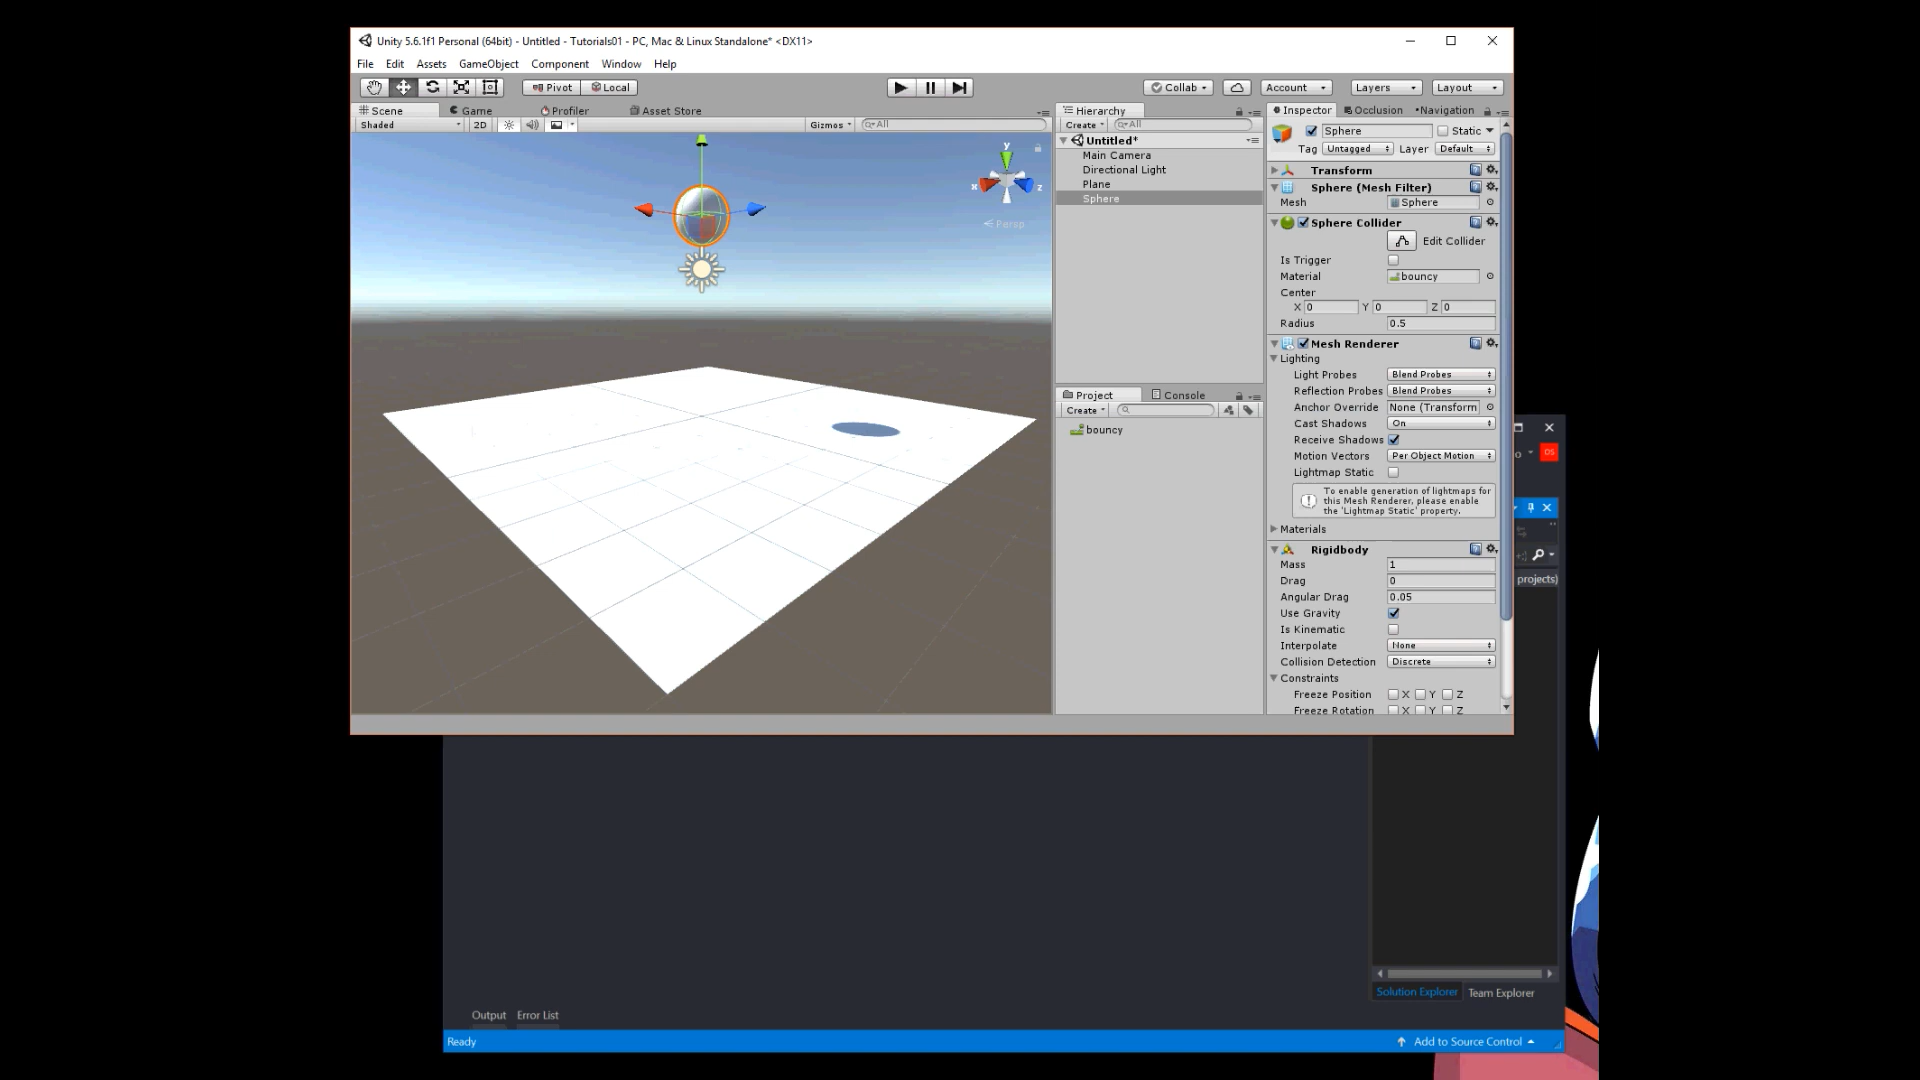 Unity 5.6.1f1 Personal (64bit) - Untitled - Tutorials01 - PC, Mac & Linux Standalone* <DX11>
File Edit Assets GameObject Component Window Help
Pivot Local Collab Account Layers Layout
Scene Game Profiler Asset Store
Shaded 2D Gizmos All
y
x z
Persp
Hierarchy
Create All
Untitled*
Main Camera
Directional Light
Plane
Sphere
Project Console
Create
bouncy
Inspector Occlusion Navigation
Sphere Static
Tag Untagged Layer Default
Transform
Sphere (Mesh Filter)
Mesh Sphere
Sphere Collider
Edit Collider
Is Trigger
Material bouncy
Center
X 0 Y 0 Z 0
Radius 0.5
Mesh Renderer
Lighting
Light Probes Blend Probes
Reflection Probes Blend Probes
Anchor Override None (Transform
Cast Shadows On
Receive Shadows
Motion Vectors Per Object Motion
Lightmap Static
To enable generation of lightmaps for
this Mesh Renderer, please enable
the 'Lightmap Static' property.
Materials
Rigidbody
Mass 1
Drag 0
Angular Drag 0.05
Use Gravity
Is Kinematic
Interpolate None
Collision Detection Discrete
Constraints
Freeze Position X Y Z
Freeze Rotation X Y Z
DS
projects)
Solution Explorer Team Explorer
Output Error List
Ready Add to Source Control